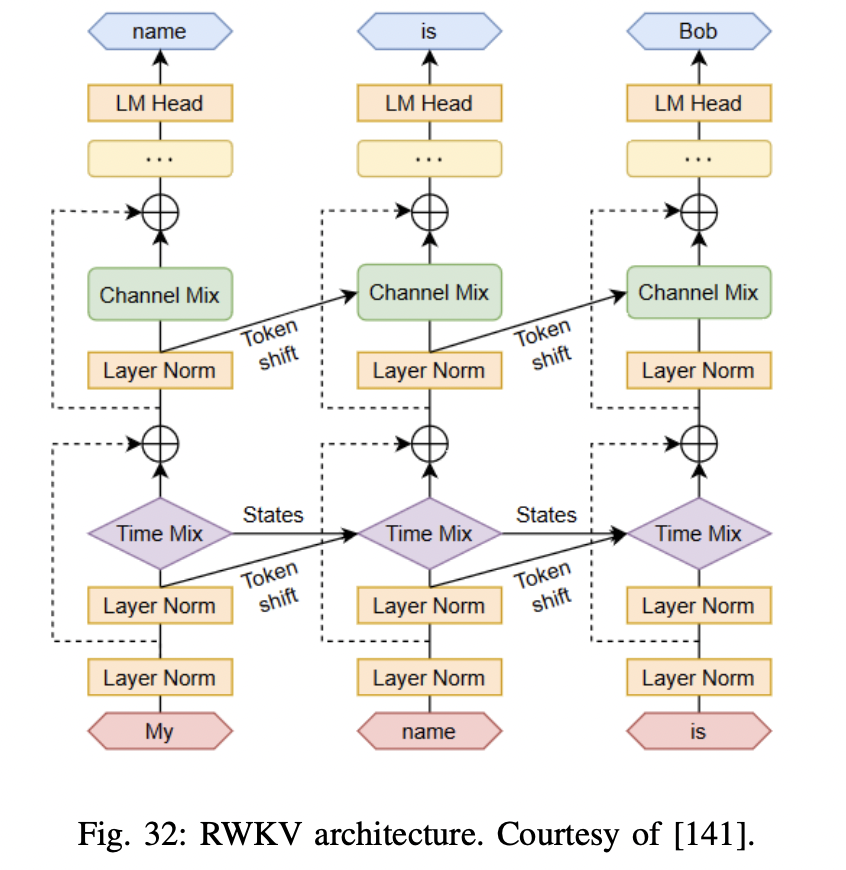 name is Bob
LM Head LM Head LM Head
... ... ...
Channel Mix Channel Mix Channel Mix
Token Token
shift shift
Layer Norm Layer Norm Layer Norm
States States
Time Mix Time Mix Time Mix
Token Token
shift shift
Layer Norm Layer Norm Layer Norm
Layer Norm Layer Norm Layer Norm
My name is
Fig. 32: RWKV architecture. Courtesy of [141].